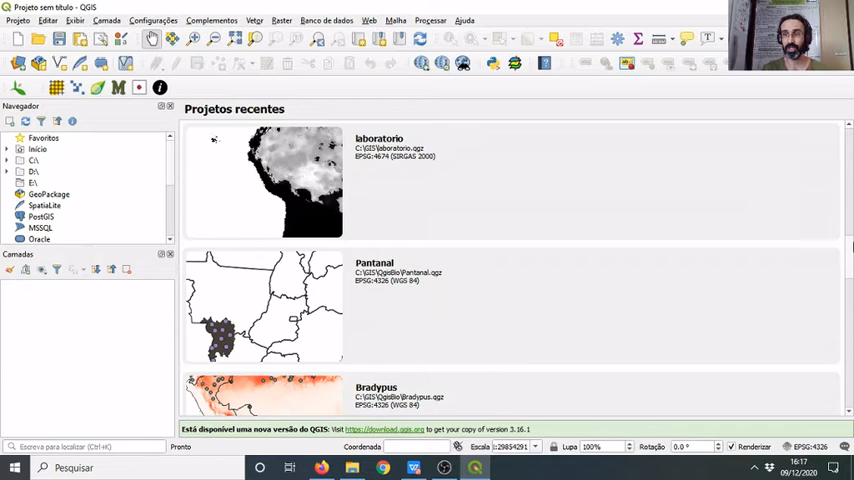 Projeto sem título - QGIS
Projeto Editar Exibir Camada Configurações Complementos Vetor Raster Banco de dados Web Malha Processar Ajuda
Navegador
Favoritos
Início
C:\
D:\
E:\
GeoPackage
SpatiaLite
PostGIS
MSSQL
Oracle
Camadas
Projetos recentes
laboratorio
C:\GIS\laboratorio.qgz
EPSG:4674 (SIRGAS 2000)
Pantanal
C:\GIS\QgisBio\Pantanal.qgz
EPSG:4326 (WGS 84)
Bradypus
C:\GIS\QgisBio\Bradypus.qgz
EPSG:4326 (WGS 84)
Está disponível uma nova versão do QGIS: Visit https://download.qgis.org to get your copy of version 3.16.1
Escreva para localizar (Ctrl+K) Pronto Coordenada Escala 1:29854291 Lupa 100% Rotação 0.0 ° Renderizar EPSG:4326
Pesquisar
16:17
09/12/2020